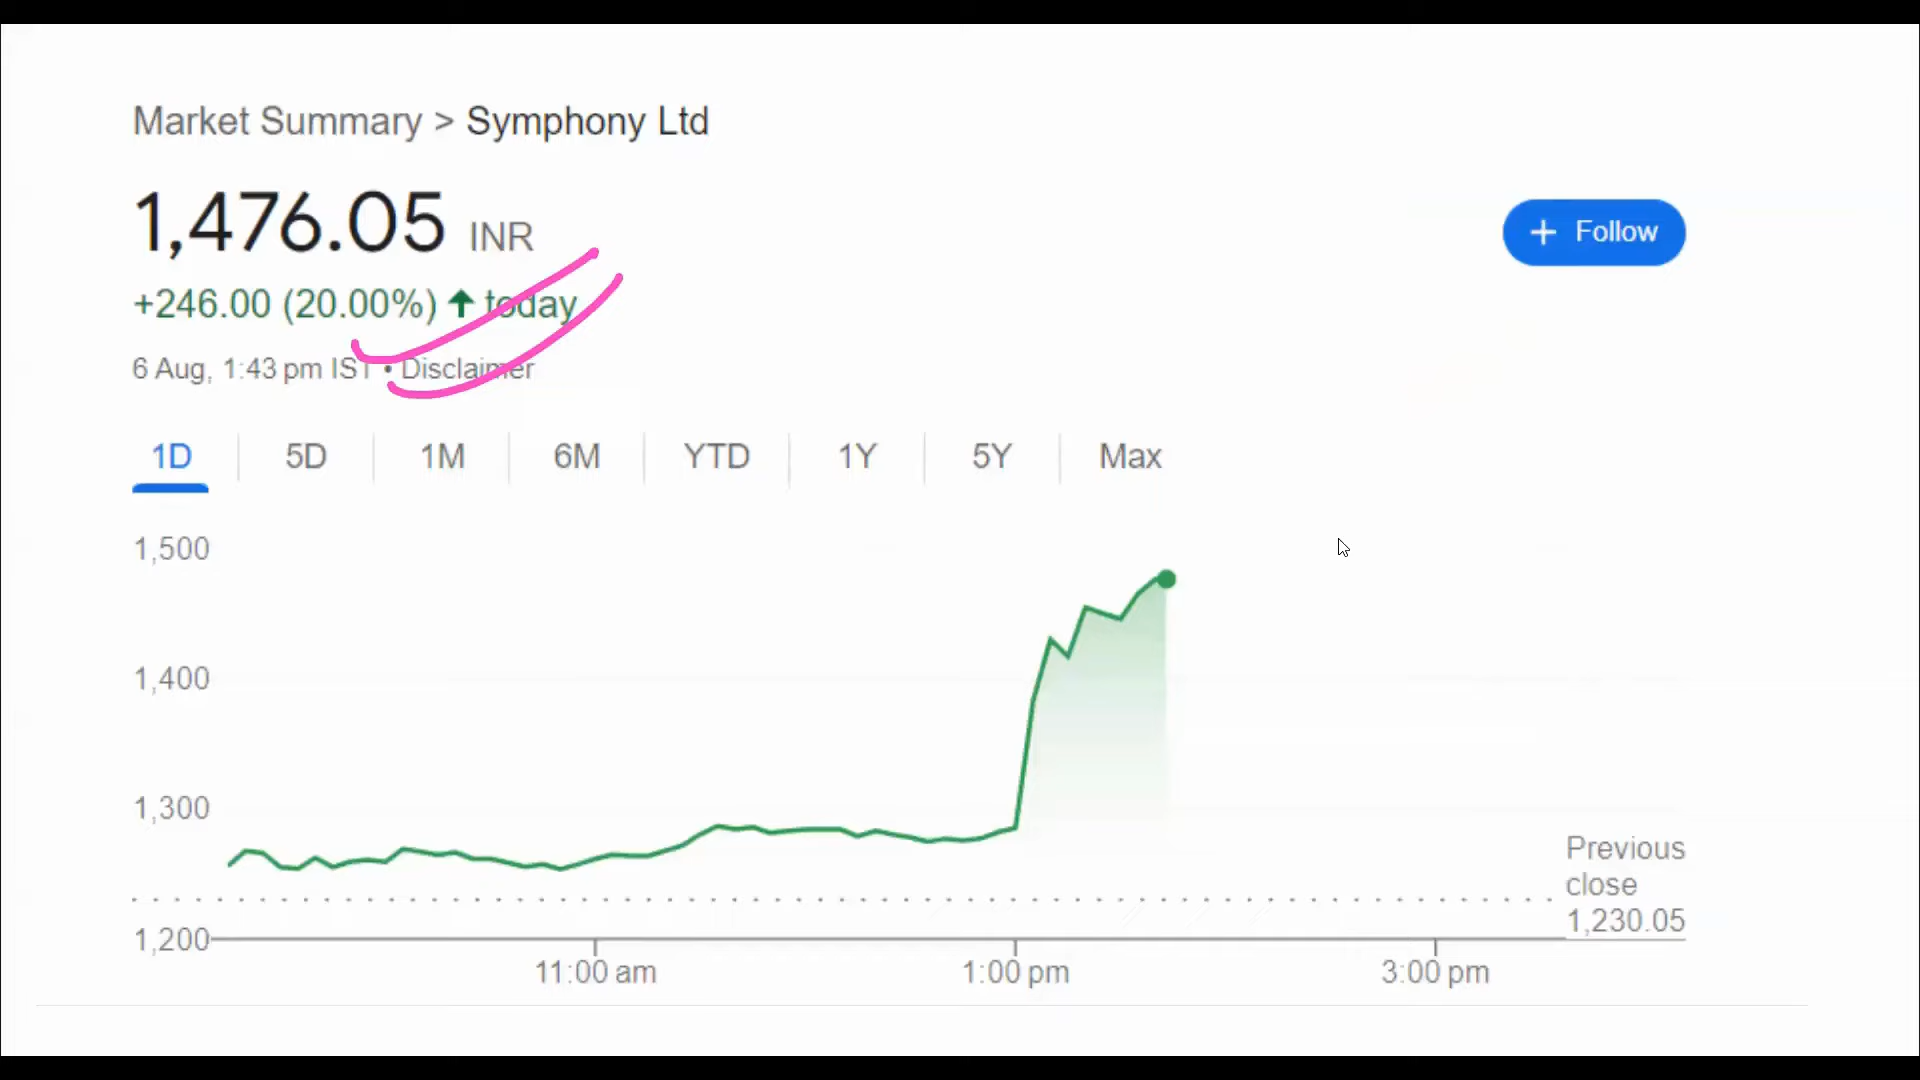 Market Summary > Symphony Ltd
1,476.05 INR
+ Follow
+246.00 (20.00%) ↑ today
6 Aug, 1:43 pm IST • Disclaimer
1D 5D 1M 6M YTD 1Y 5Y Max
1,500
1,400
1,300
Previous
close
1,230.05
1,200
11:00 am 1:00 pm 3:00 pm